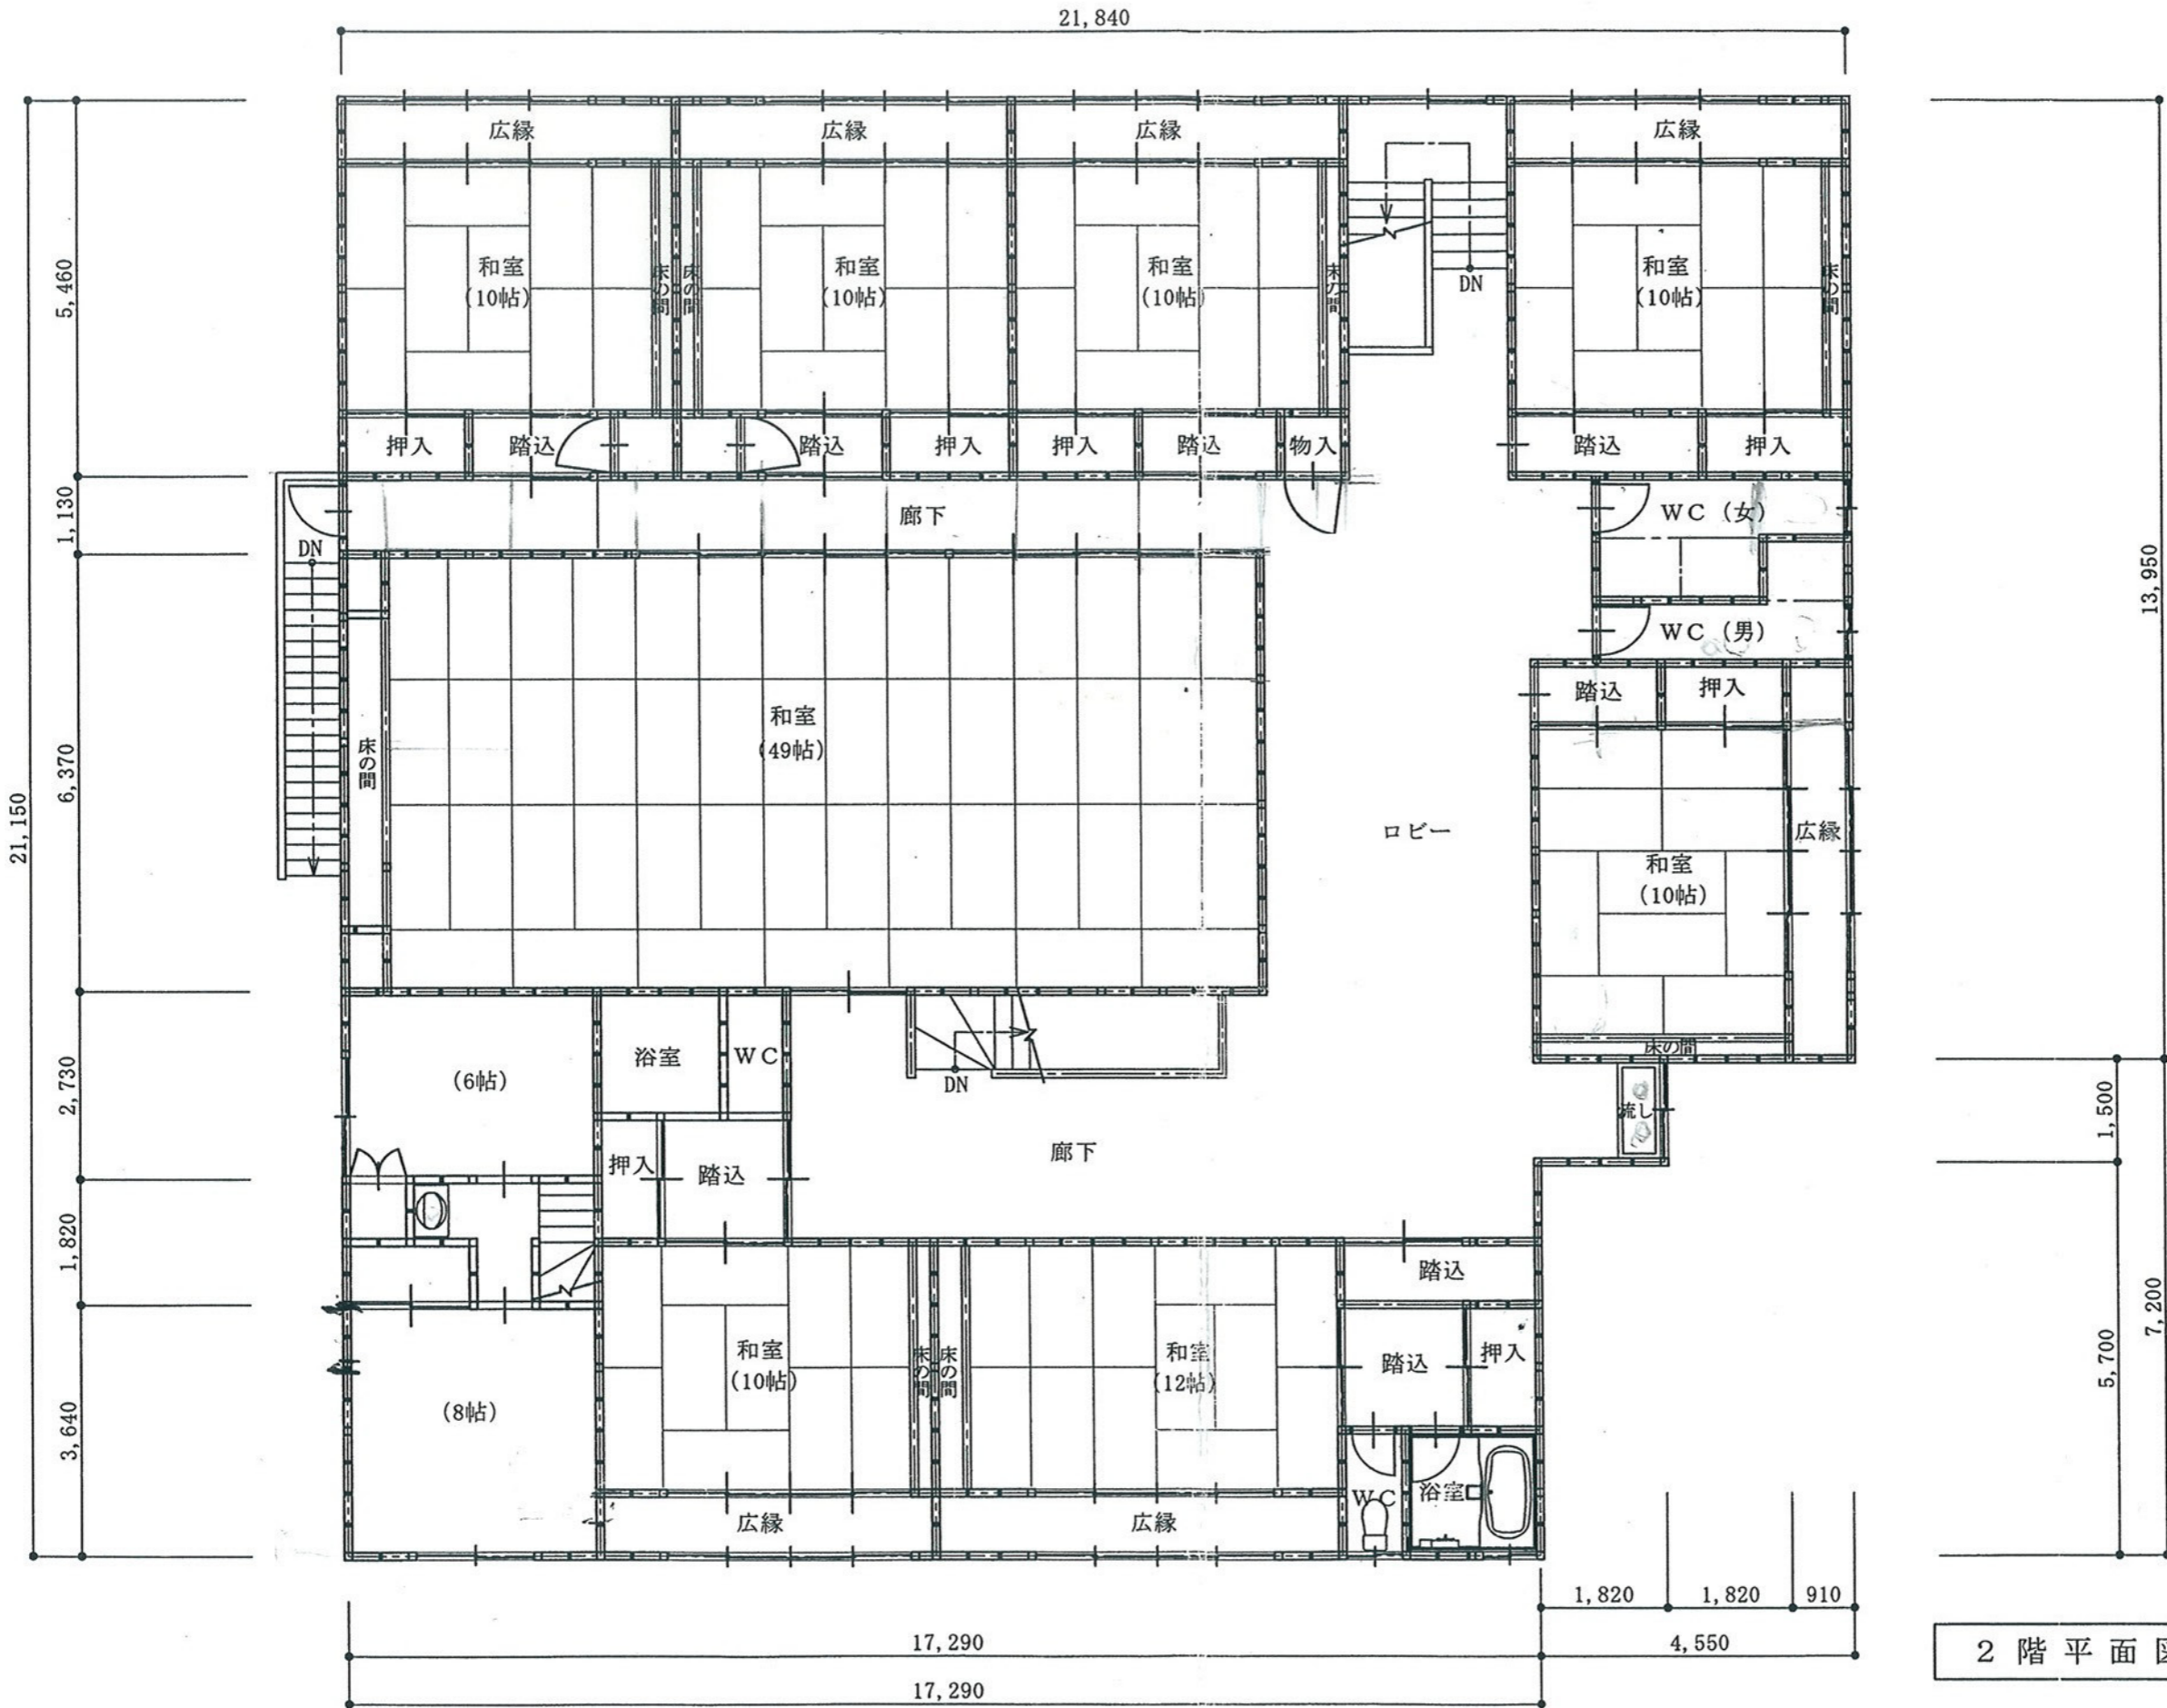 21,840
広縁
広縁
広縁
広縁
和室
(10帖)
床の間
床の間
和室
(10帖)
和室
(10帖)
床の間
DN
和室
(10帖)
床の間
押入
踏込
踏込
押入
押入
踏込
物入
踏込
押入
廊下
WC (女)
DN
WC (男)
踏込
押入
床の間
和室
(49帖)
ロビー
広縁
和室
(10帖)
床の間
(6帖)
浴室
WC
DN
流し
廊下
押入
踏込
踏込
和室
(10帖)
床の間
床の間
和室
(12帖)
踏込
押入
(8帖)
広縁
広縁
WC
浴室
5,460
1,130
6,370
21,150
2,730
1,820
3,640
13,950
1,500
5,700
7,200
1,820
1,820
910
17,290
4,550
17,290
2階平面図